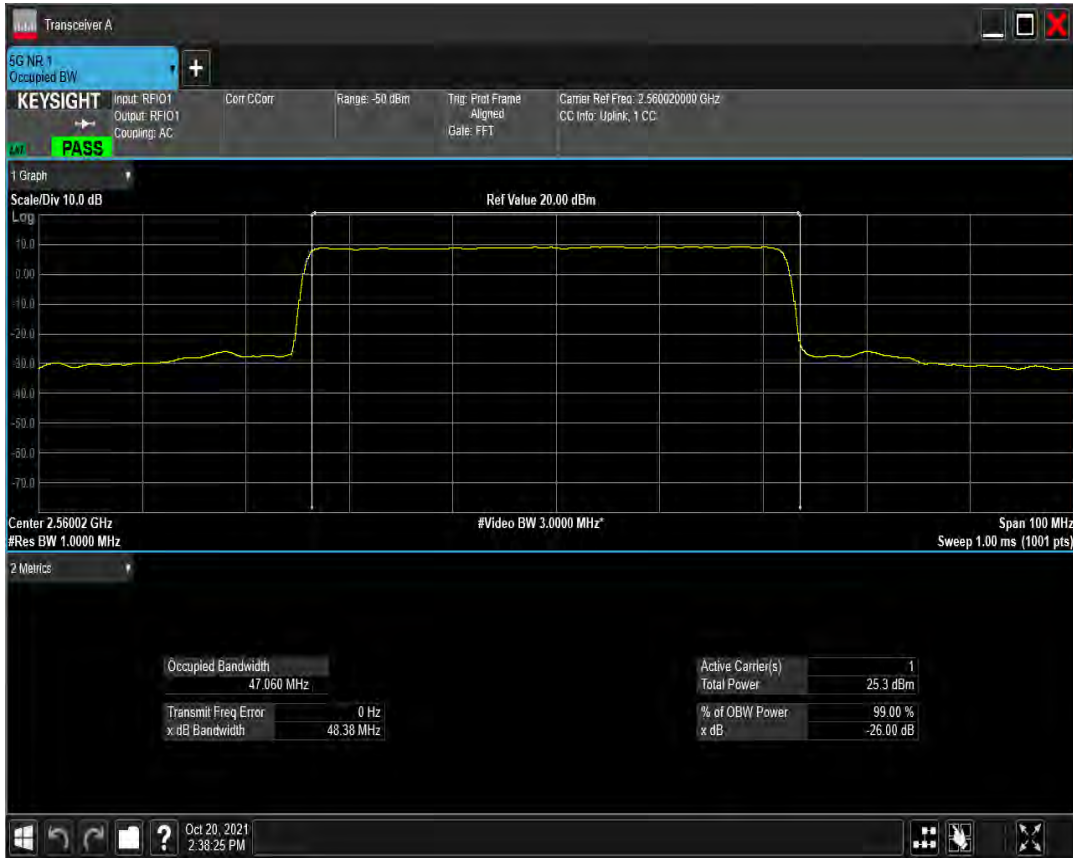 Transceiver A
5G NR 1
Occupied BW
+
KEYSIGHT
Input: RFIO1
Output: RFIO1
Coupling: AC
Corr CCorr
Range: -50 dBm
Trig: Prot Frame
Aligned
Gate: FFT
Carrier Ref Freq: 2.560020000 GHz
CC Info: Uplink, 1 CC
PASS
1 Graph
Scale/Div 10.0 dB
Ref Value 20.00 dBm
Log
10.0
0.00
-10.0
-20.0
-30.0
-40.0
-50.0
-60.0
-70.0
Center 2.56002 GHz
#Video BW 3.0000 MHz*
Span 100 MHz
#Res BW 1.0000 MHz
Sweep 1.00 ms (1001 pts)
2 Metrics
Occupied Bandwidth
47.060 MHz
Transmit Freq Error 0 Hz
x dB Bandwidth 48.38 MHz
Active Carrier(s) 1
Total Power 25.3 dBm
% of OBW Power 99.00 %
x dB -26.00 dB
?
Oct 20, 2021
2:38:25 PM